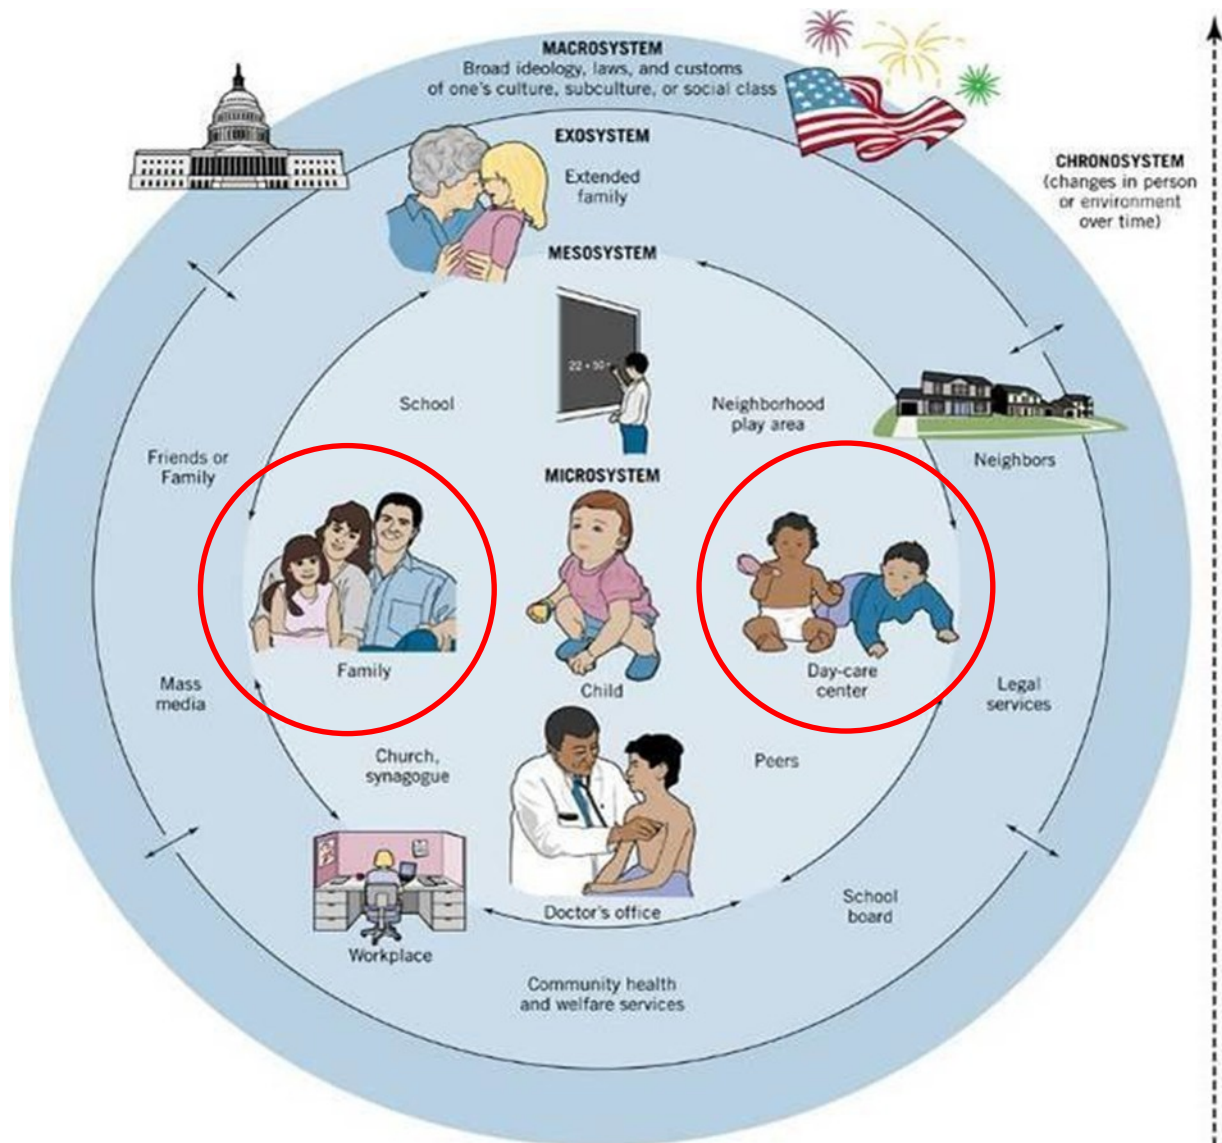 MACROSYSTEM
Broad ideology, laws, and customs
of one's culture, subculture, or social class
EXOSYSTEM
Extended
family
CHRONOSYSTEM
(changes in person
or environment
over time)
MESOSYSTEM
22 + 10 =
School
Neighborhood
play area
Friends or
Family
Neighbors
MICROSYSTEM
Family
Child
Day-care
center
Mass
media
Legal
services
Church,
synagogue
Peers
Doctor's office
School
board
Workplace
Community health
and welfare services